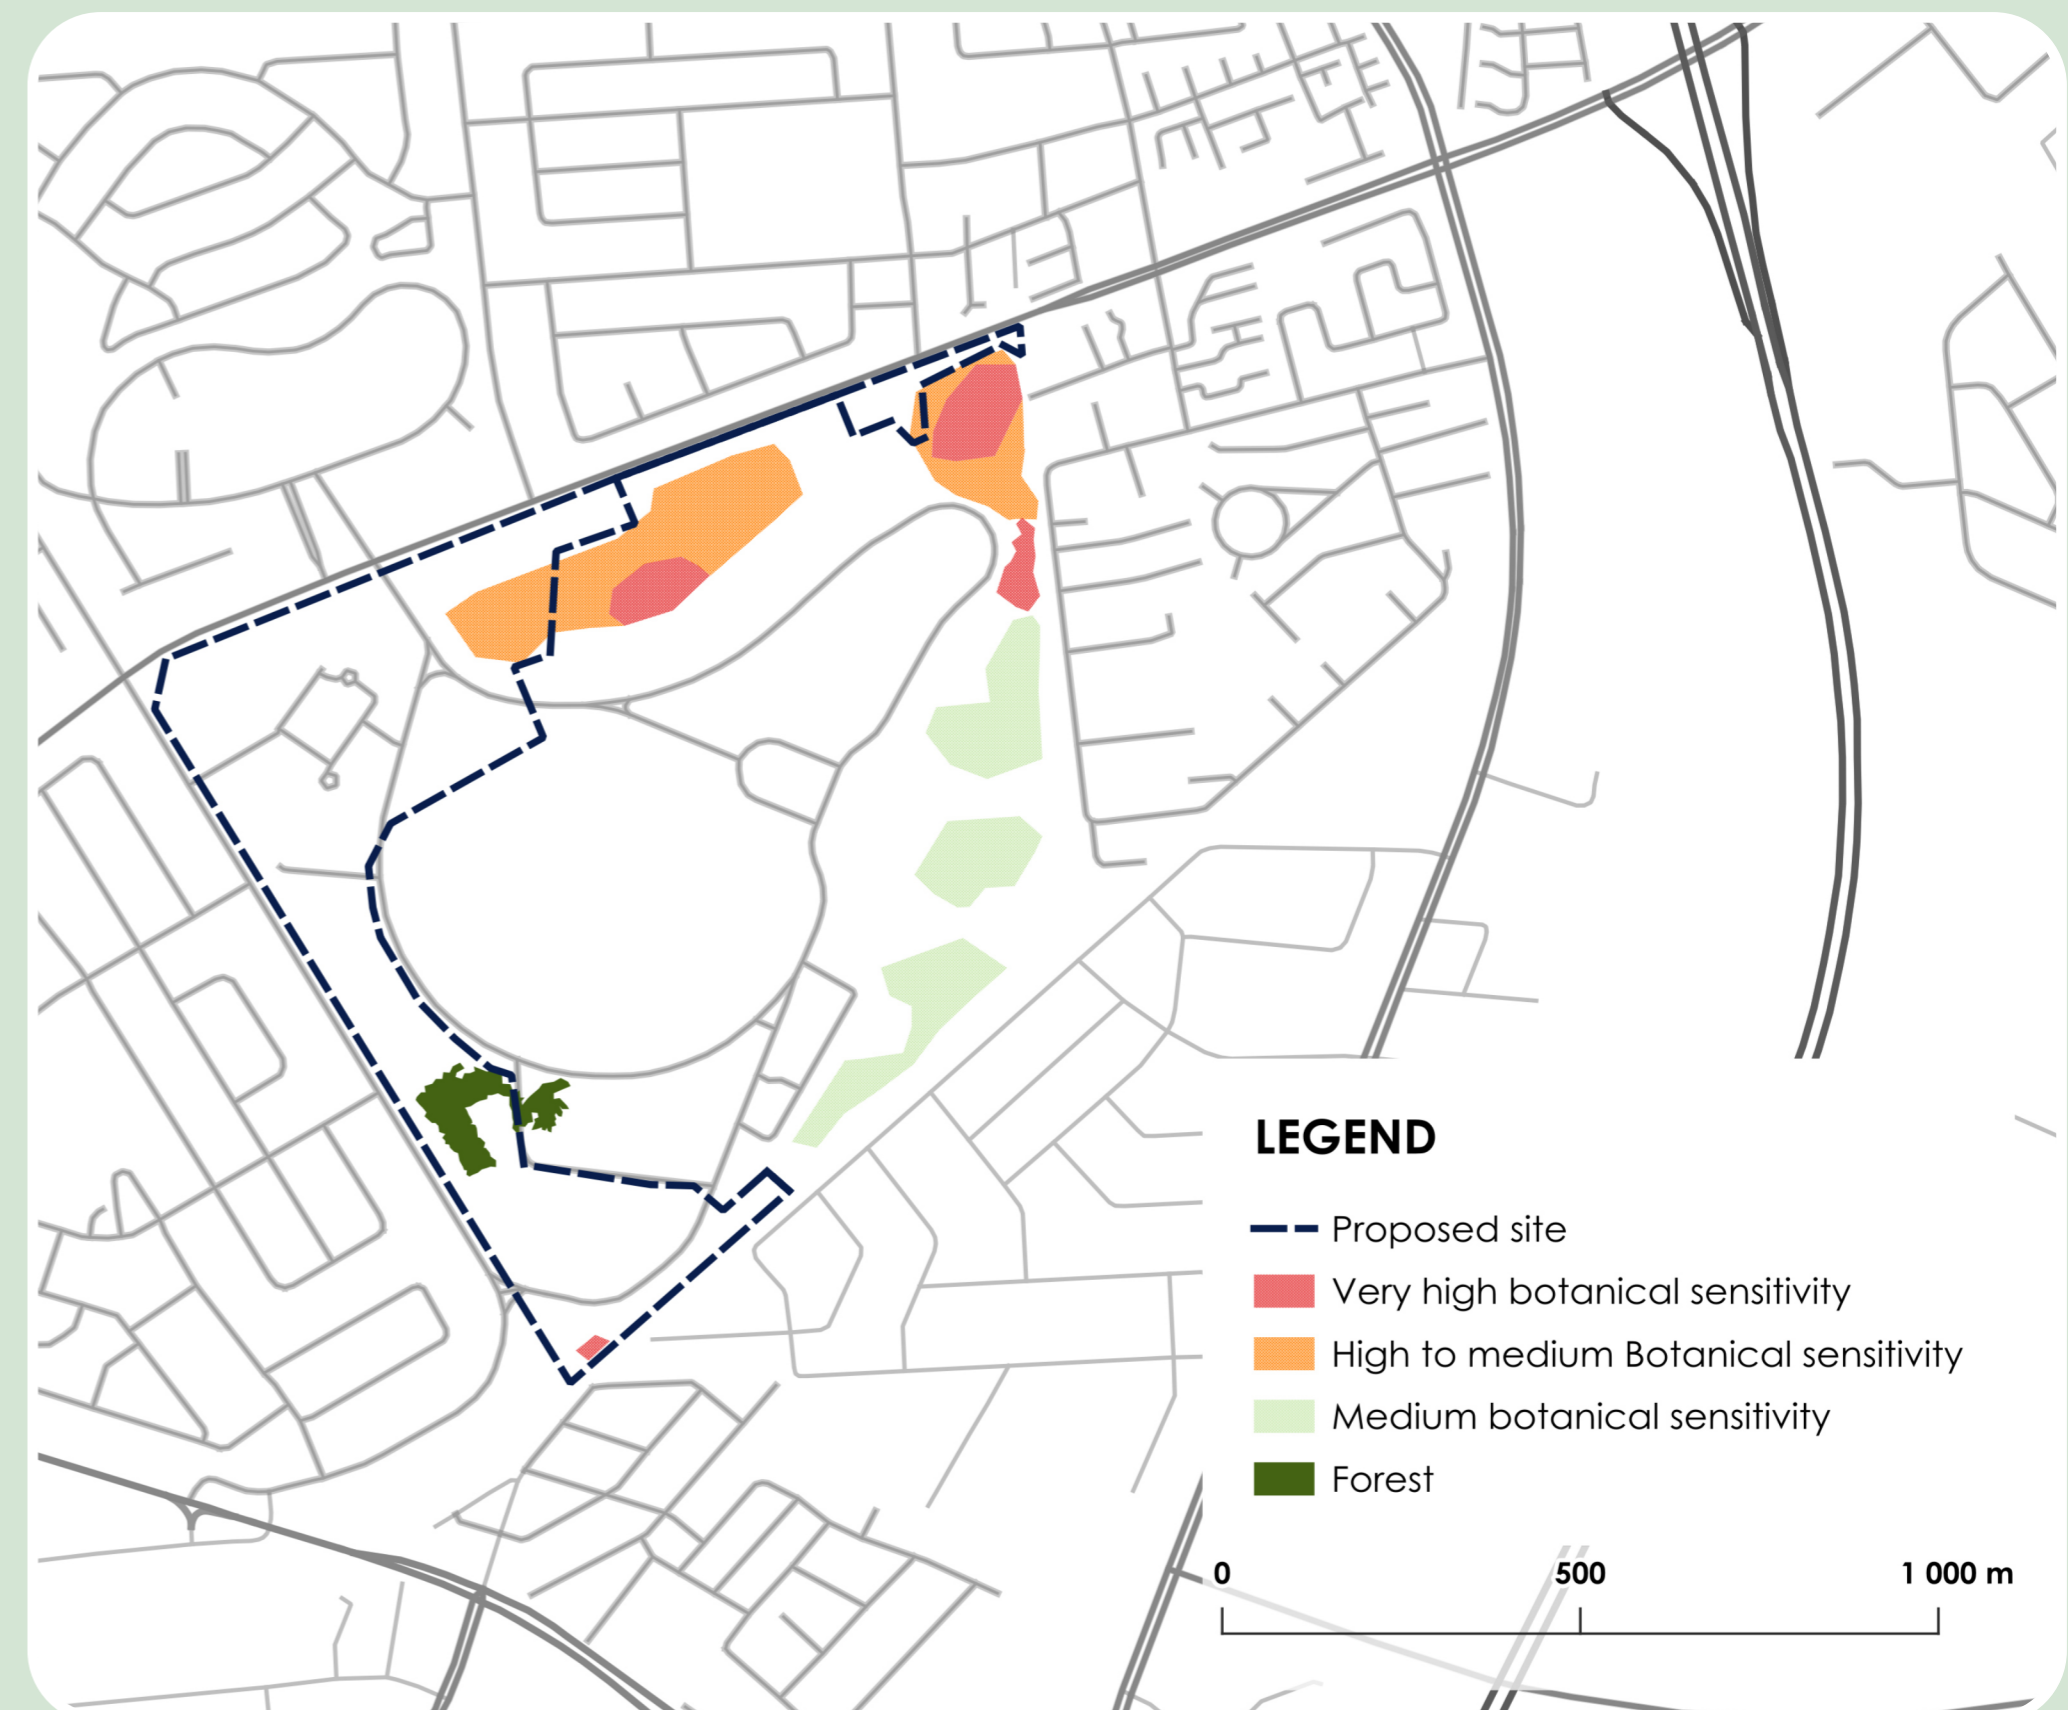 LEGEND
Proposed site
Very high botanical sensitivity
High to medium Botanical sensitivity
Medium botanical sensitivity
Forest
0 500 1 000 m